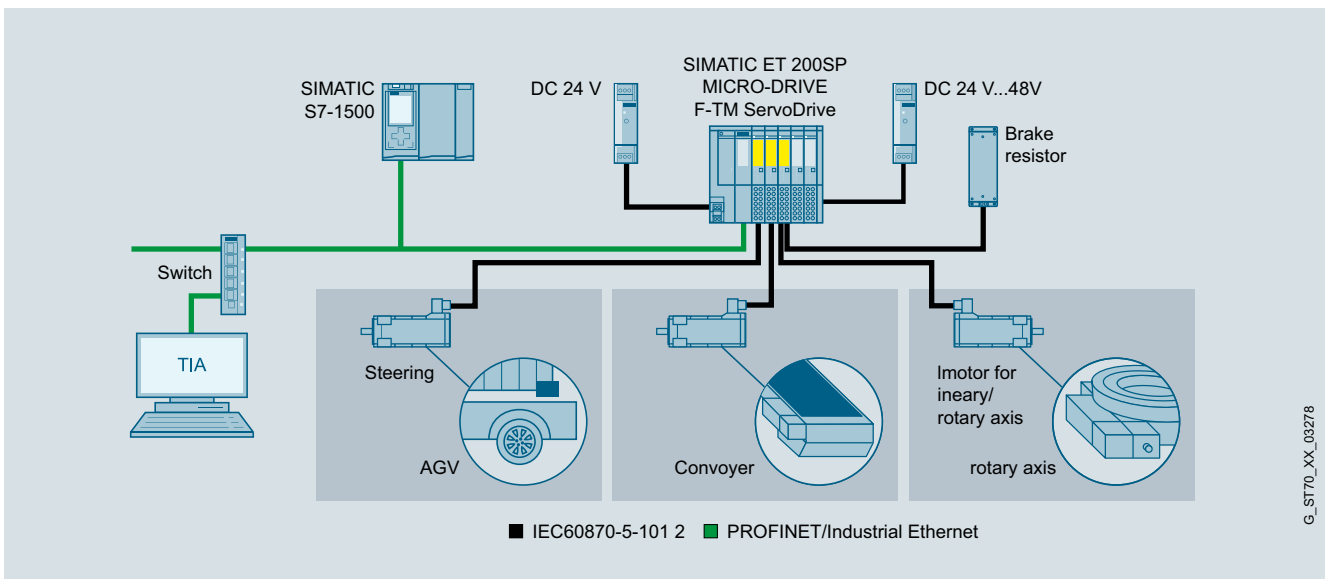 SIMATIC
S7-1500
DC 24 V
SIMATIC ET 200SP
MICRO-DRIVE
F-TM ServoDrive
DC 24 V...48V
Brake
resistor
Switch
TIA
Steering
AGV
Convoyer
Imotor for
ineary/
rotary axis
rotary axis
IEC60870-5-101 2
PROFINET/Industrial Ethernet
G_ST70_XX_03278